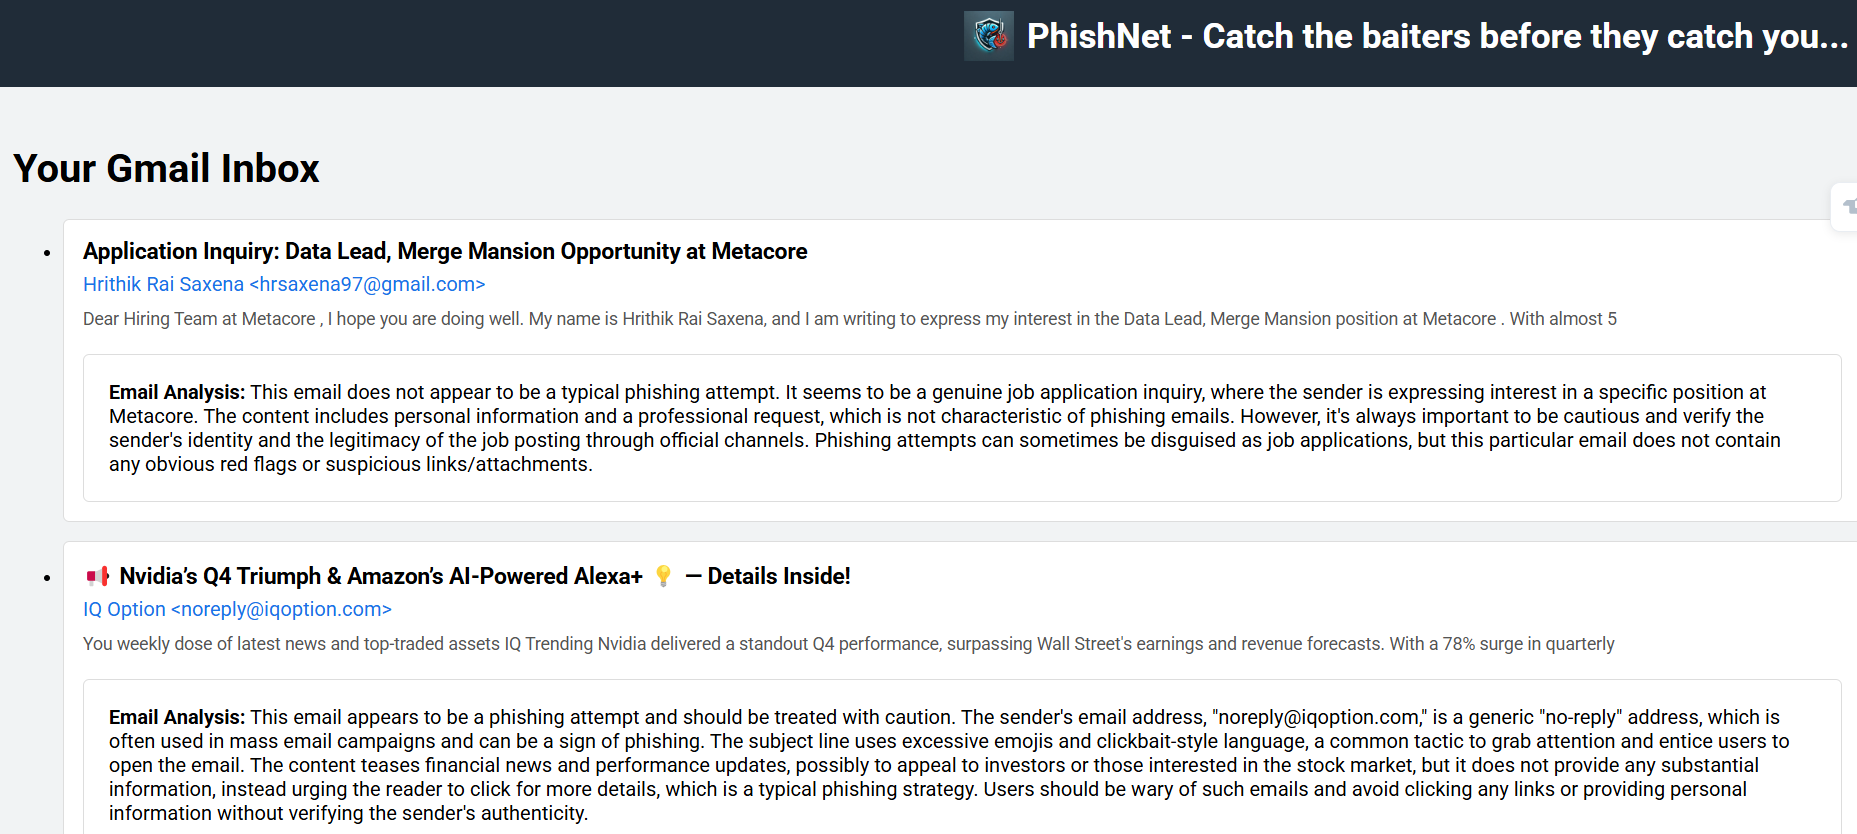 PhishNet - Catch the baiters before they catch you...
Your Gmail Inbox
Application Inquiry: Data Lead, Merge Mansion Opportunity at Metacore
Hrithik Rai Saxena <hrsaxena97@gmail.com>
Dear Hiring Team at Metacore , I hope you are doing well. My name is Hrithik Rai Saxena, and I am writing to express my interest in the Data Lead, Merge Mansion position at Metacore . With almost 5
Email Analysis: This email does not appear to be a typical phishing attempt. It seems to be a genuine job application inquiry, where the sender is expressing interest in a specific position at
Metacore. The content includes personal information and a professional request, which is not characteristic of phishing emails. However, it's always important to be cautious and verify the
sender's identity and the legitimacy of the job posting through official channels. Phishing attempts can sometimes be disguised as job applications, but this particular email does not contain
any obvious red flags or suspicious links/attachments.
📢 Nvidia’s Q4 Triumph & Amazon’s AI-Powered Alexa+ 💡 — Details Inside!
IQ Option <noreply@iqoption.com>
You weekly dose of latest news and top-traded assets IQ Trending Nvidia delivered a standout Q4 performance, surpassing Wall Street's earnings and revenue forecasts. With a 78% surge in quarterly
Email Analysis: This email appears to be a phishing attempt and should be treated with caution. The sender's email address, "noreply@iqoption.com," is a generic "no-reply" address, which is
often used in mass email campaigns and can be a sign of phishing. The subject line uses excessive emojis and clickbait-style language, a common tactic to grab attention and entice users to
open the email. The content teases financial news and performance updates, possibly to appeal to investors or those interested in the stock market, but it does not provide any substantial
information, instead urging the reader to click for more details, which is a typical phishing strategy. Users should be wary of such emails and avoid clicking any links or providing personal
information without verifying the sender's authenticity.